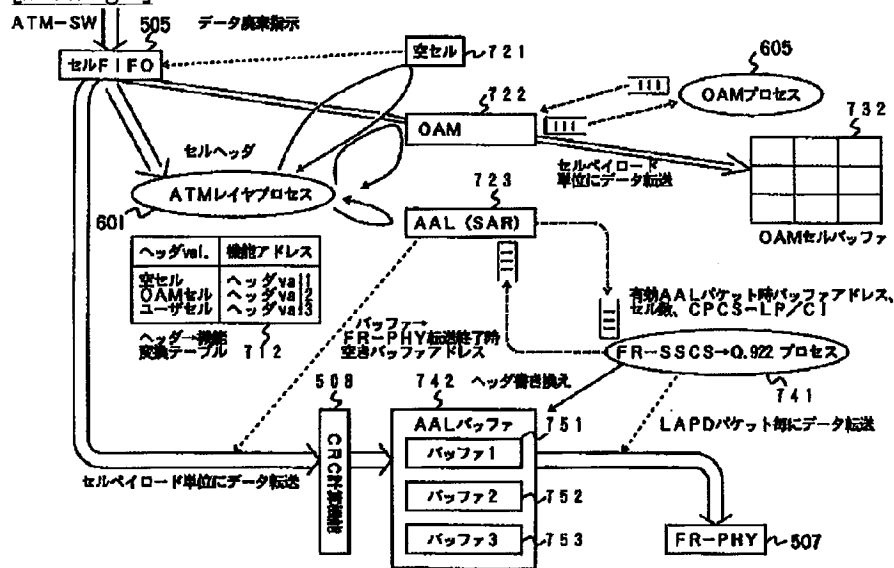 ATM-SW
505
データ廃棄指示
セルFIFO
空セル
721
605
722
OAMプロセス
OAM
732
セルヘッダ
セルペイロード
単位にデータ転送
ATMレイヤプロセス
723
601
AAL (SAR)
OAMセルバッファ
ヘッダval. 機能アドレス
空セル ヘッダval1
OAMセル ヘッダval2
ユーザセル ヘッダval3
ヘッダ→機能
変換テーブル 712
バッファ→
FR-PHY転送終了時
空きバッファアドレス
有効AALパケット時バッファアドレス、
セル数、CPCS-LP/CI
FR-SSCS→Q.922 プロセス
741
508
742
ヘッダ書き換え
AALバッファ
751
LAPDパケット毎にデータ転送
バッファ1
CRC計算機能
セルペイロード単位にデータ転送
バッファ2
752
バッファ3
753
FR-PHY
507